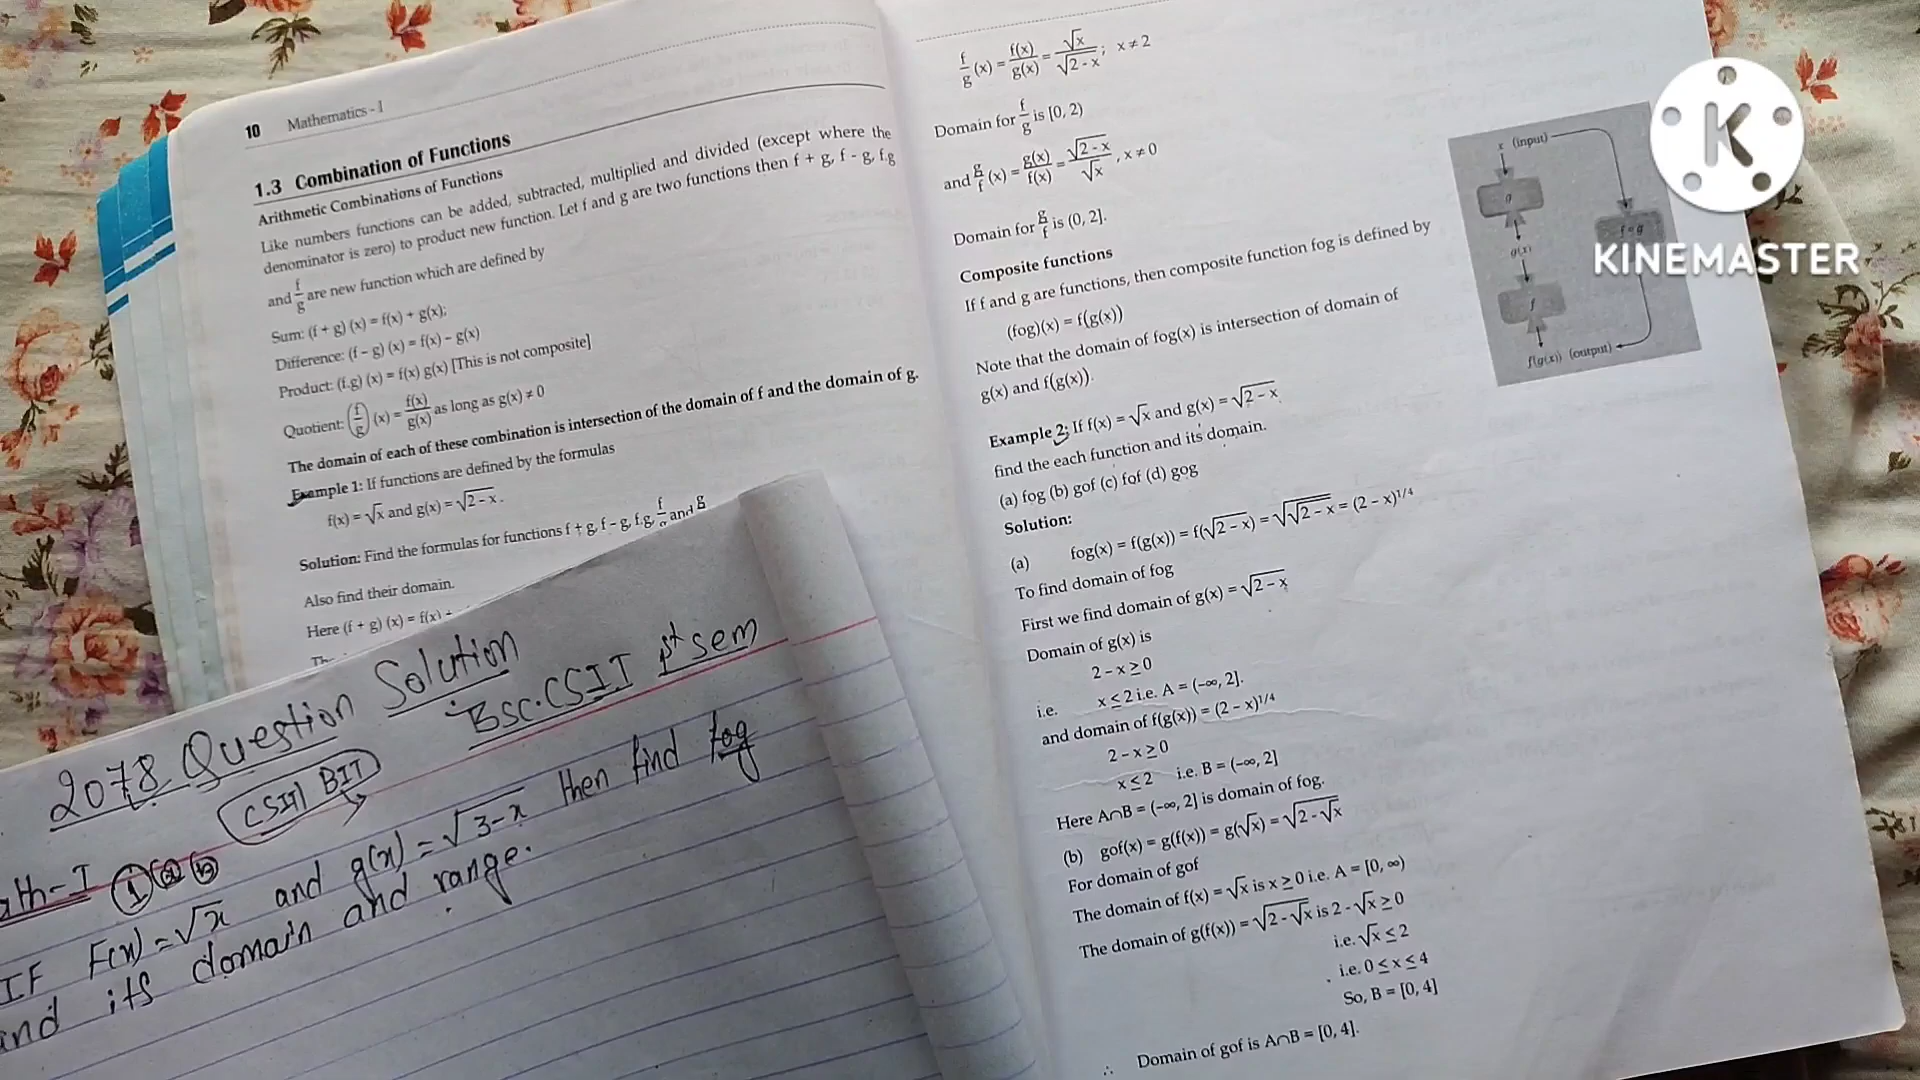 10 Mathematics - I
1.3 Combination of Functions
Arithmetic Combinations of Functions
Like numbers functions can be added, subtracted, multiplied and divided (except where the
denominator is zero) to product new function. Let f and g are two functions then f + g, f - g, f.g
and f/g are new function which are defined by
Sum: (f + g) (x) = f(x) + g(x);
Difference: (f - g) (x) = f(x) - g(x)
Product: (f.g) (x) = f(x) g(x) [This is not composite]
Quotient: (f/g) (x) = f(x)/g(x) as long as g(x) ≠ 0
The domain of each of these combination is intersection of the domain of f and the domain of g.
Example 1: If functions are defined by the formulas
f(x) = √x and g(x) = √(2 - x).
Solution: Find the formulas for functions f + g, f - g, f.g, f/g and g
Also find their domain.
Here (f + g) (x) = f(x) +
Th
2078 Question Solution
BSC.CSIT 1st sem
CSIT/ BIT
ath-I (1) (a) (b)
IF F(x) = √x and g(x) = √(3-x) then find fog
and its domain and range.
f/g (x) = f(x)/g(x) = √x/√(2 - x); x ≠ 2
Domain for f/g is [0, 2)
and g/f (x) = g(x)/f(x) = √(2 - x)/√x, x ≠ 0
Domain for g/f is (0, 2].
Composite functions
If f and g are functions, then composite function fog is defined by
(fog)(x) = f(g(x))
Note that the domain of fog(x) is intersection of domain of
g(x) and f(g(x)).
Example 2: If f(x) = √x and g(x) = √(2 - x)
find the each function and its domain.
(a) fog (b) gof (c) fof (d) gog
Solution:
(a) fog(x) = f(g(x)) = f(√(2 - x)) = √(√(2 - x)) = (2 - x)^1/4
To find domain of fog
First we find domain of g(x) = √(2 - x)
Domain of g(x) is
2 - x ≥ 0
i.e. x ≤ 2 i.e. A = (-∞, 2].
and domain of f(g(x)) = (2 - x)^1/4
2 - x ≥ 0
x ≤ 2 i.e. B = (-∞, 2]
Here A∩B = (-∞, 2] is domain of fog.
(b) gof(x) = g(f(x)) = g(√x) = √(2 - √x)
For domain of gof
The domain of f(x) = √x is x ≥ 0 i.e. A = [0, ∞)
The domain of g(f(x)) = √(2 - √x) is 2 - √x ≥ 0
i.e. √x ≤ 2
i.e. 0 ≤ x ≤ 4
So, B = [0, 4]
∴ Domain of gof is A∩B = [0, 4].
x (input)
g
fog
g(x)
f
f(g(x)) (output)
K
KINEMASTER